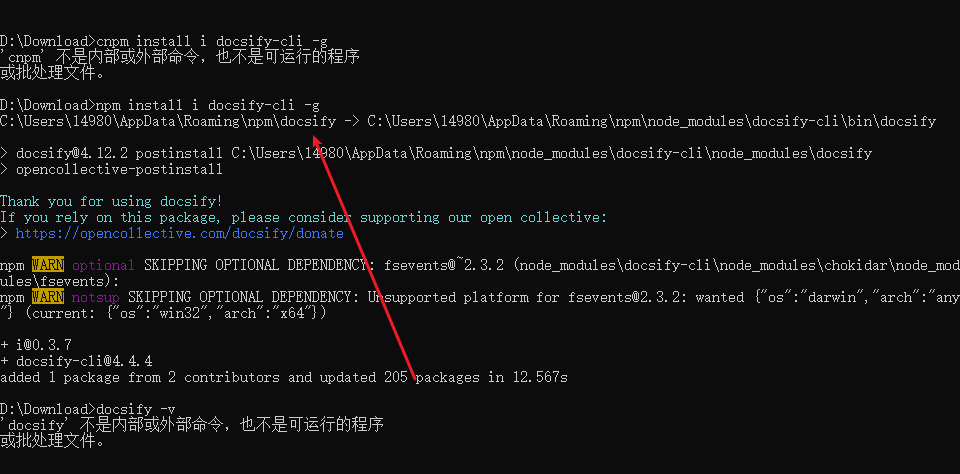 D:\Download>cnpm install i docsify-cli -g
'cnpm' 不是内部或外部命令，也不是可运行的程序
或批处理文件。
D:\Download>npm install i docsify-cli -g
C:\Users\14980\AppData\Roaming\npm\docsify -> C:\Users\14980\AppData\Roaming\npm\node_modules\docsify-cli\bin\docsify
> docsify@4.12.2 postinstall C:\Users\14980\AppData\Roaming\npm\node_modules\docsify-cli\node_modules\docsify
> opencollective-postinstall
Thank you for using docsify!
If you rely on this package, please consider supporting our open collective:
> https://opencollective.com/docsify/donate
npm WARN optional SKIPPING OPTIONAL DEPENDENCY: fsevents@~2.3.2 (node_modules\docsify-cli\node_modules\chokidar\node_mod
ules\fsevents):
npm WARN notsup SKIPPING OPTIONAL DEPENDENCY: Unsupported platform for fsevents@2.3.2: wanted {"os":"darwin","arch":"any
"} (current: {"os":"win32","arch":"x64"})
+ i@0.3.7
+ docsify-cli@4.4.4
added 1 package from 2 contributors and updated 205 packages in 12.567s
D:\Download>docsify -v
'docsify' 不是内部或外部命令，也不是可运行的程序
或批处理文件。